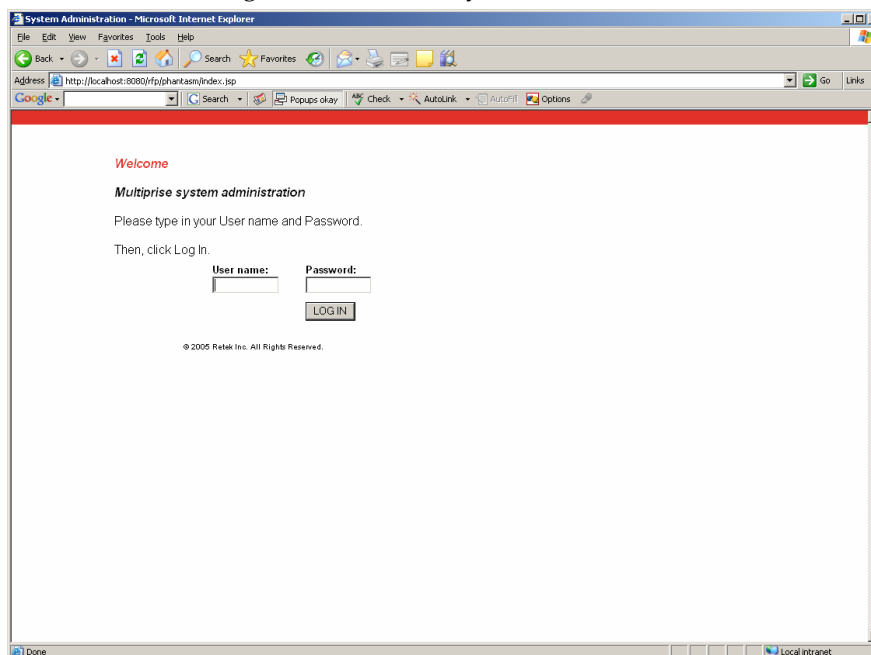 System Administration - Microsoft Internet Explorer
File Edit View Favorites Tools Help
Back Search Favorites
Address http://localhost:8080/rfp/phantasm/index.jsp Go Links
Google Search Popups okay Check AutoLink AutoFill Options
Welcome
Multiprise system administration
Please type in your User name and Password.
Then, click Log In.
User name: Password:
LOG IN
© 2005 Retek Inc. All Rights Reserved.
Done Local intranet